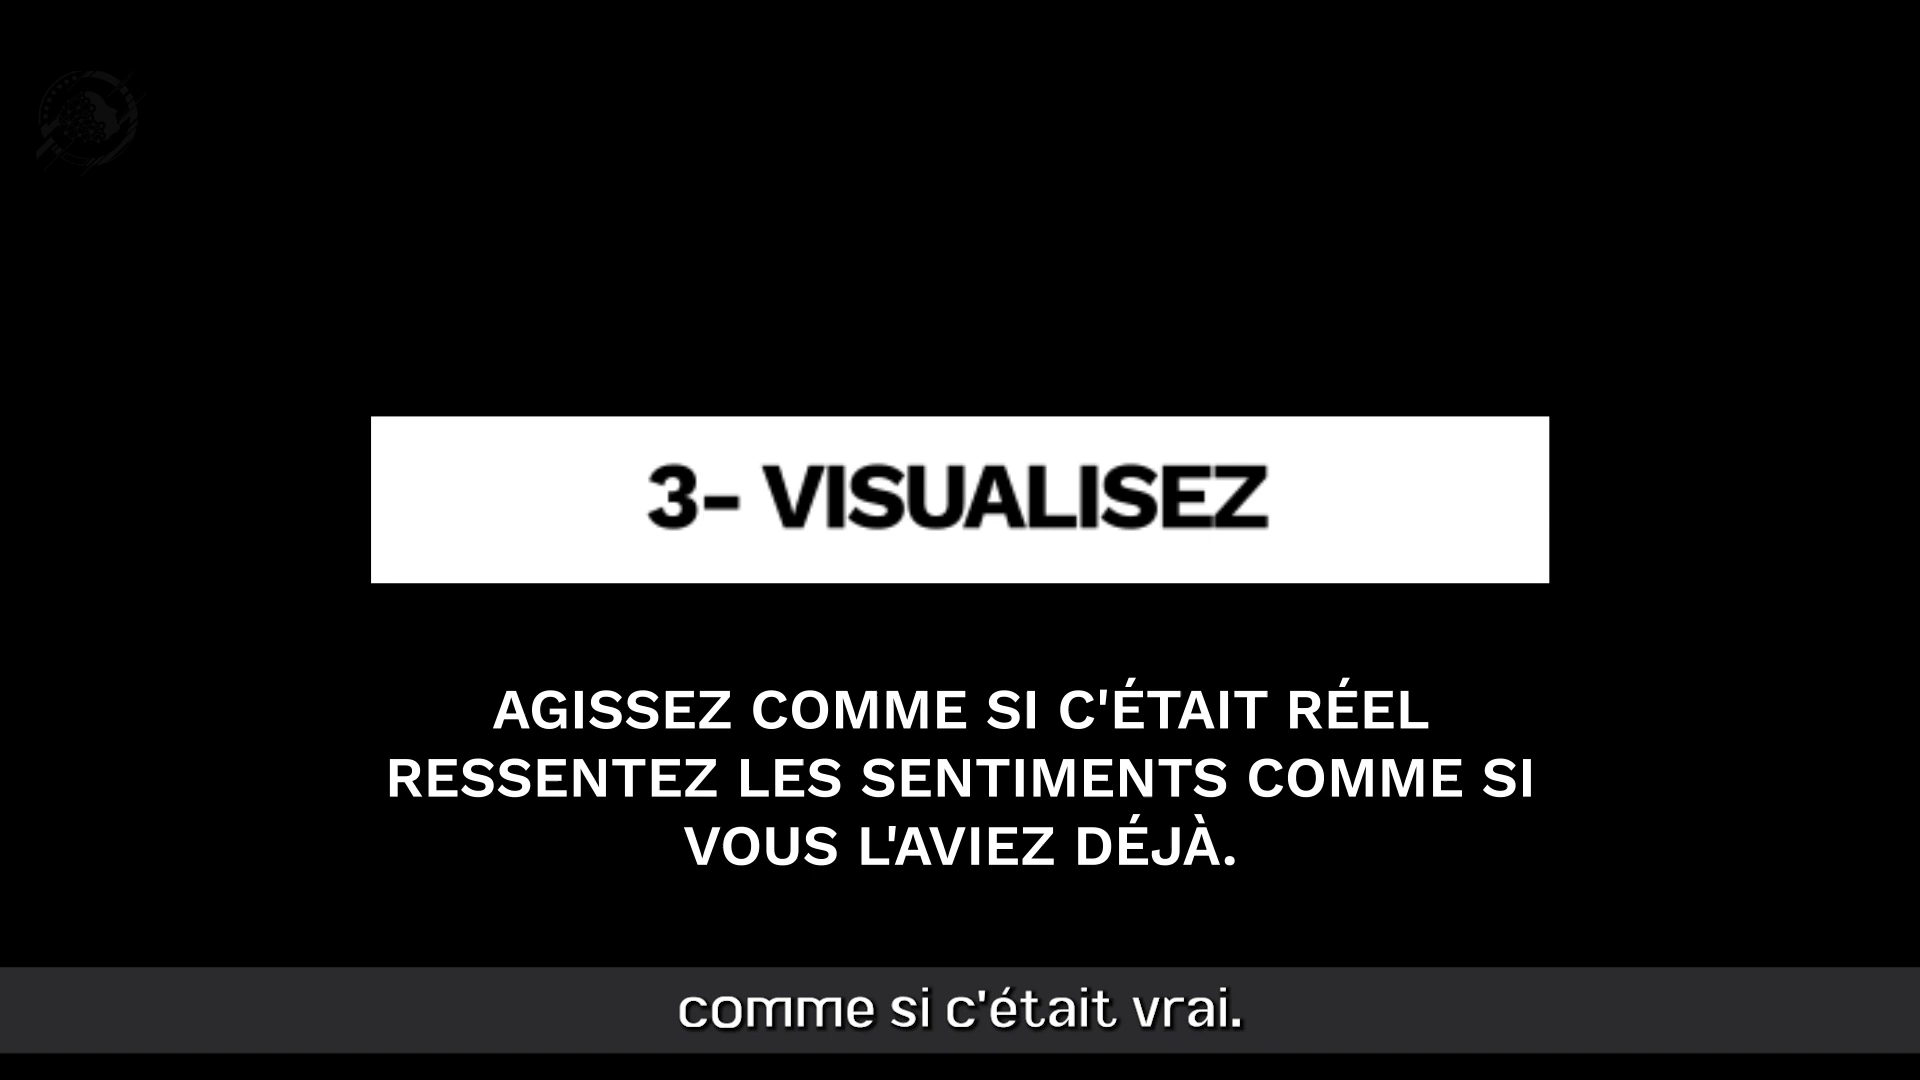 3- VISUALISEZ
AGISSEZ COMME SI C'ÉTAIT RÉEL
RESSENTEZ LES SENTIMENTS COMME SI
VOUS L'AVIEZ DÉJÀ.
comme si c'était vrai.